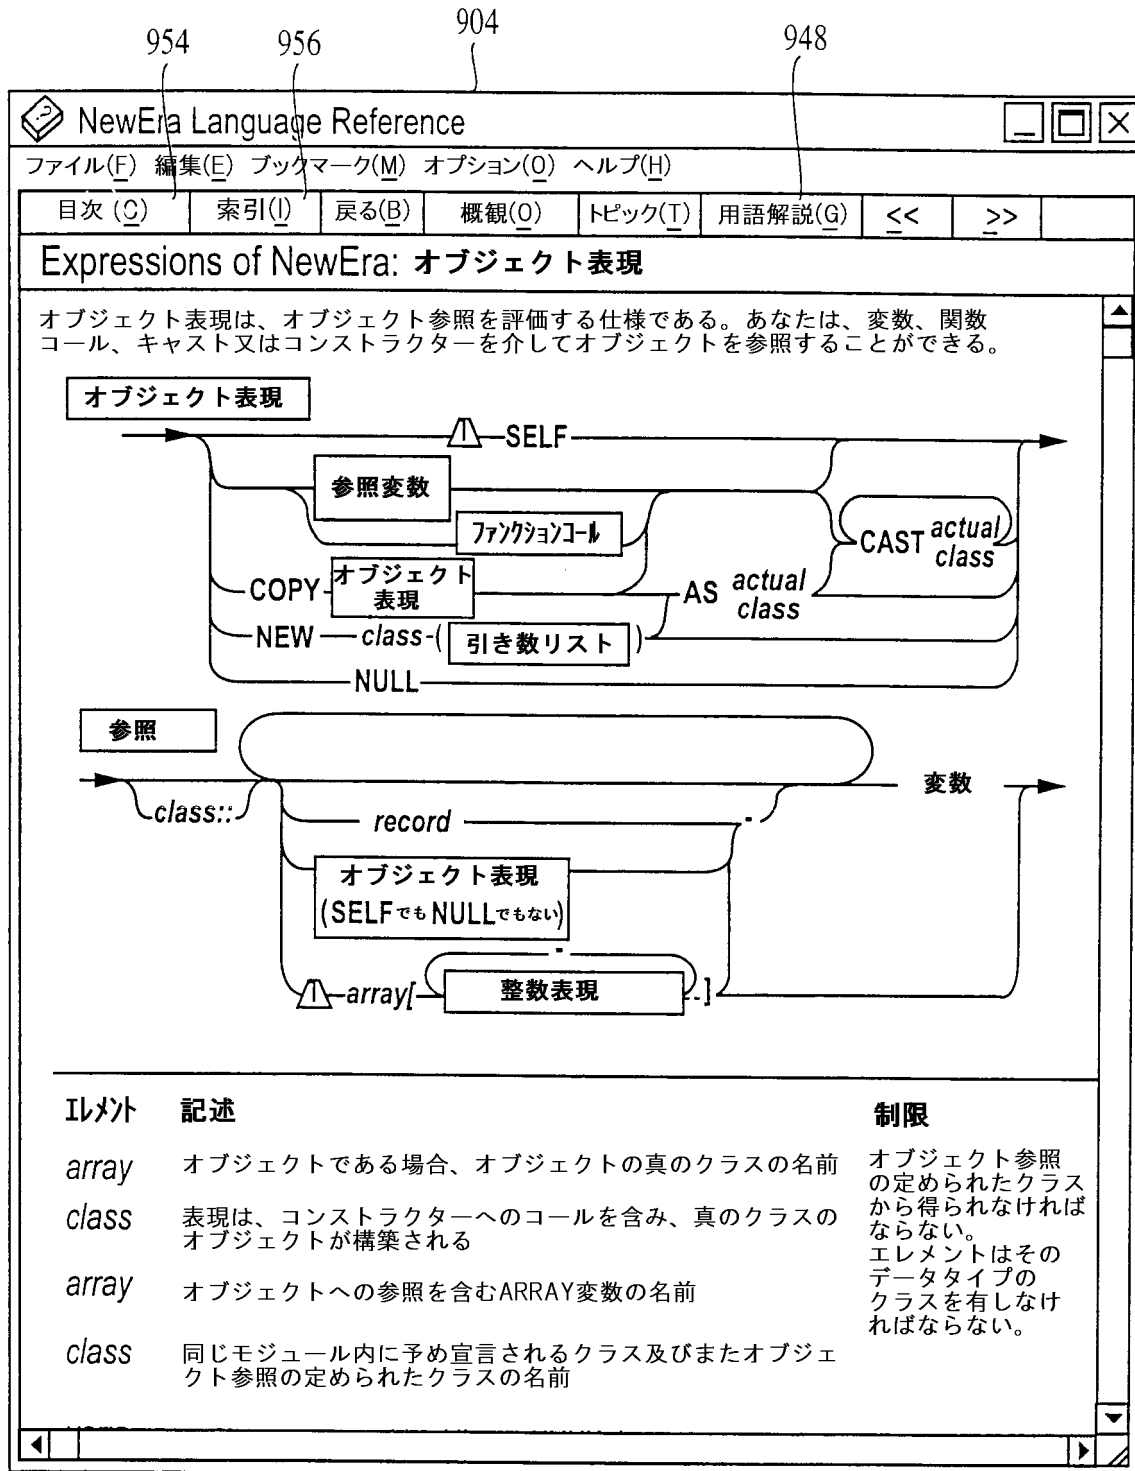 954 956 904 948
NewEra Language Reference
ファイル(F) 編集(E) ブックマーク(M) オプション(O) ヘルプ(H)
目次 (C) 索引(I) 戻る(B) 概観(O) トピック(T) 用語解説(G) << >>
Expressions of NewEra: オブジェクト表現
オブジェクト表現は、オブジェクト参照を評価する仕様である。あなたは、変数、関数
コール、キャスト又はコンストラクターを介してオブジェクトを参照することができる。
オブジェクト表現
SELF
参照変数
ファンクションコール
CAST actual
class
COPY オブジェクト
表現
AS actual
class
NEW class-( 引き数リスト )
NULL
参照
変数
class::
record
オブジェクト表現
(SELFでもNULLでもない)
array[ 整数表現 ]
エレメント 記述 制限
array オブジェクトである場合、オブジェクトの真のクラスの名前
class 表現は、コンストラクターへのコールを含み、真のクラスの
オブジェクトが構築される
array オブジェクトへの参照を含むARRAY変数の名前
class 同じモジュール内に予め宣言されるクラス及びまたオブジェ
クト参照の定められたクラスの名前
オブジェクト参照
の定められたクラス
から得られなければ
ならない。
エレメントはその
データタイプの
クラスを有しなけ
ればならない。